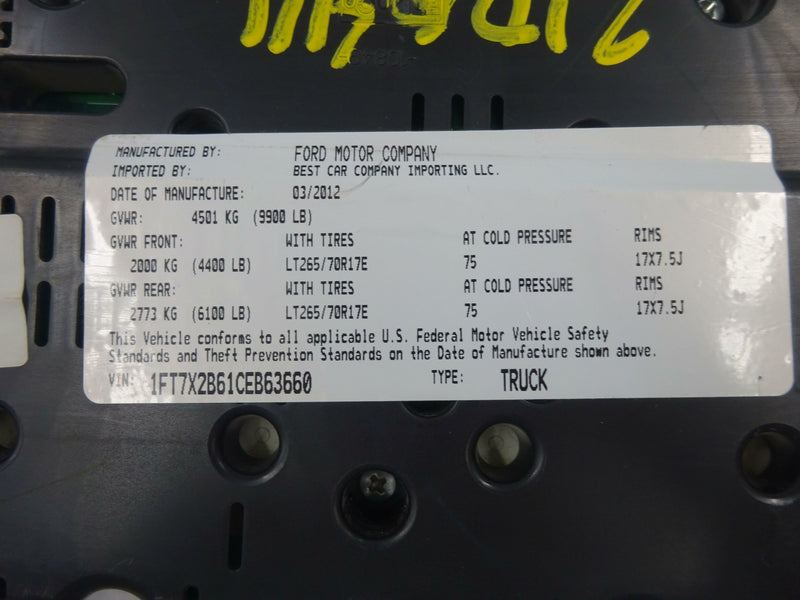 MANUFACTURED BY: FORD MOTOR COMPANY
IMPORTED BY: BEST CAR COMPANY IMPORTING LLC.
DATE OF MANUFACTURE: 03/2012
GVWR: 4501 KG (9900 LB)
GVWR FRONT: WITH TIRES AT COLD PRESSURE RIMS
2000 KG (4400 LB) LT265/70R17E 75 17X7.5J
GVWR REAR: WITH TIRES AT COLD PRESSURE RIMS
2773 KG (6100 LB) LT265/70R17E 75 17X7.5J
This Vehicle conforms to all applicable U.S. Federal Motor Vehicle Safety
Standards and Theft Prevention Standards on the Date of Manufacture shown above.
VIN: 1FT7X2B61CEB63660 TYPE: TRUCK